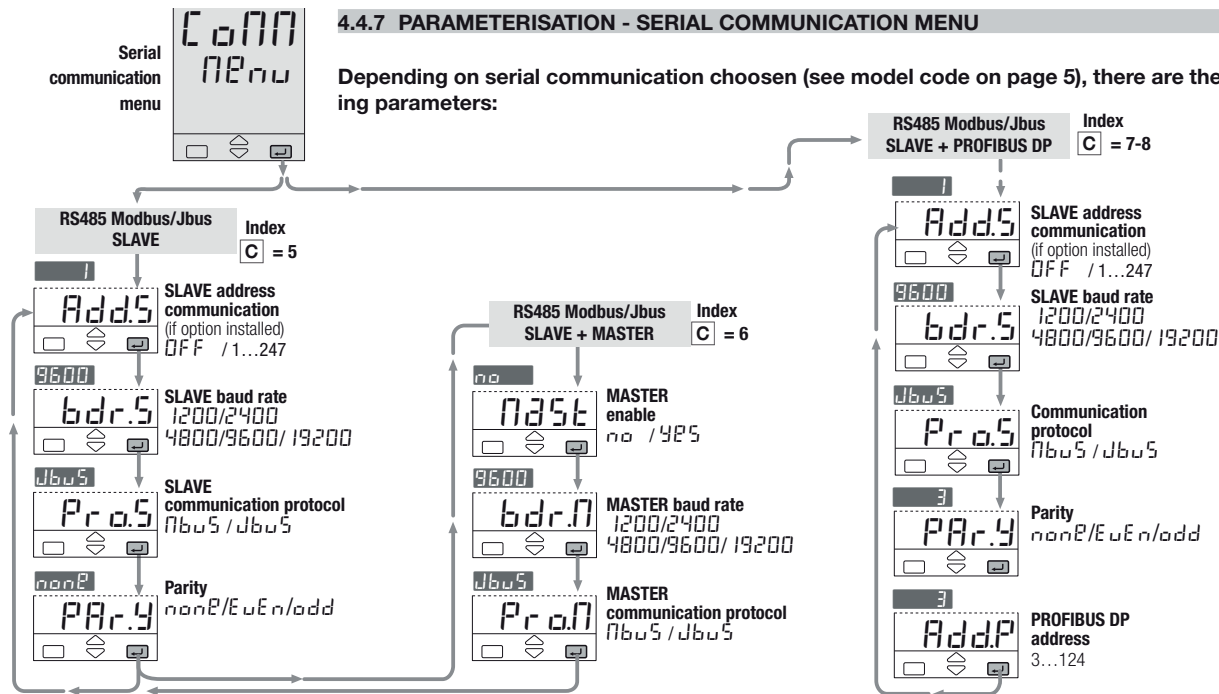 4.4.7 PARAMETERISATION - SERIAL COMMUNICATION MENU
Serial
communication
menu
CoMM
Menu
Depending on serial communication choosen (see model code on page 5), there are the
ing parameters:
RS485 Modbus/Jbus
SLAVE
Index
C = 5
1
Add.S
SLAVE address
communication
(if option installed)
OFF / 1…247
9600
bdr.S
SLAVE baud rate
1200/2400
4800/9600/19200
JbuS
Pro.S
SLAVE
communication protocol
MbuS / JbuS
nonE
PAr.Y
Parity
nonE/EuEn/odd
RS485 Modbus/Jbus
SLAVE + MASTER
Index
C = 6
no
MaSt
MASTER
enable
no / YES
9600
bdr.M
MASTER baud rate
1200/2400
4800/9600/19200
JbuS
Pro.M
MASTER
communication protocol
MbuS / JbuS
RS485 Modbus/Jbus
SLAVE + PROFIBUS DP
Index
C = 7-8
1
Add.S
SLAVE address
communication
(if option installed)
OFF / 1…247
9600
bdr.S
SLAVE baud rate
1200/2400
4800/9600/19200
JbuS
Pro.S
Communication
protocol
MbuS / JbuS
3
PAr.Y
Parity
nonE/EuEn/odd
3
Add.P
PROFIBUS DP
address
3…124